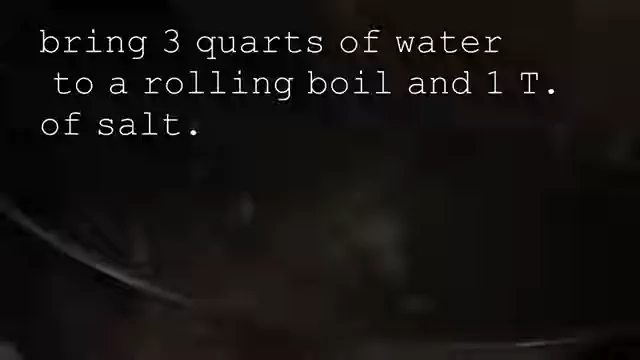 bring 3 quarts of water
to a rolling boil and 1 T.
of salt.